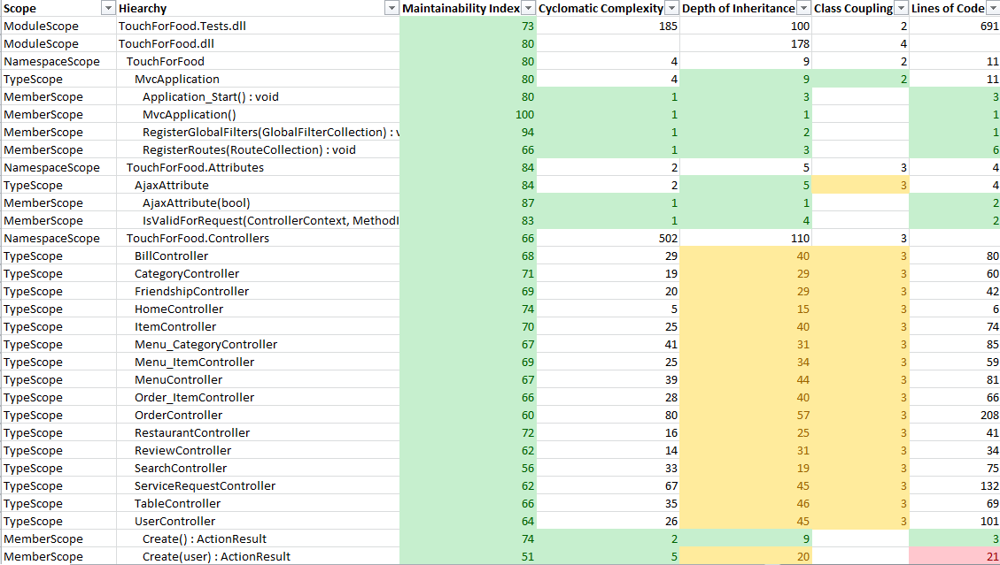 Scope Hiearchy Maintainability Index Cyclomatic Complexity Depth of Inheritance Class Coupling Lines of Code
ModuleScope TouchForFood.Tests.dll 73 185 100 2 691
ModuleScope TouchForFood.dll 80 178 4
NamespaceScope TouchForFood 80 4 9 2 11
TypeScope MvcApplication 80 4 9 2 11
MemberScope Application_Start() : void 80 1 3 3
MemberScope MvcApplication() 100 1 1 1
MemberScope RegisterGlobalFilters(GlobalFilterCollection) : v 94 1 2 1
MemberScope RegisterRoutes(RouteCollection) : void 66 1 3 6
NamespaceScope TouchForFood.Attributes 84 2 5 3 4
TypeScope AjaxAttribute 84 2 5 3 4
MemberScope AjaxAttribute(bool) 87 1 1 2
MemberScope IsValidForRequest(ControllerContext, MethodI 83 1 4 2
NamespaceScope TouchForFood.Controllers 66 502 110 3
TypeScope BillController 68 29 40 3 80
TypeScope CategoryController 71 19 29 3 60
TypeScope FriendshipController 69 20 29 3 42
TypeScope HomeController 74 5 15 3 6
TypeScope ItemController 70 25 40 3 74
TypeScope Menu_CategoryController 67 41 31 3 85
TypeScope Menu_ItemController 69 25 34 3 59
TypeScope MenuController 67 39 44 3 81
TypeScope Order_ItemController 66 28 40 3 66
TypeScope OrderController 60 80 57 3 208
TypeScope RestaurantController 72 16 25 3 41
TypeScope ReviewController 62 14 31 3 34
TypeScope SearchController 56 33 19 3 75
TypeScope ServiceRequestController 62 67 45 3 132
TypeScope TableController 66 35 46 3 69
TypeScope UserController 64 26 45 3 101
MemberScope Create() : ActionResult 74 2 9 3
MemberScope Create(user) : ActionResult 51 5 20 21